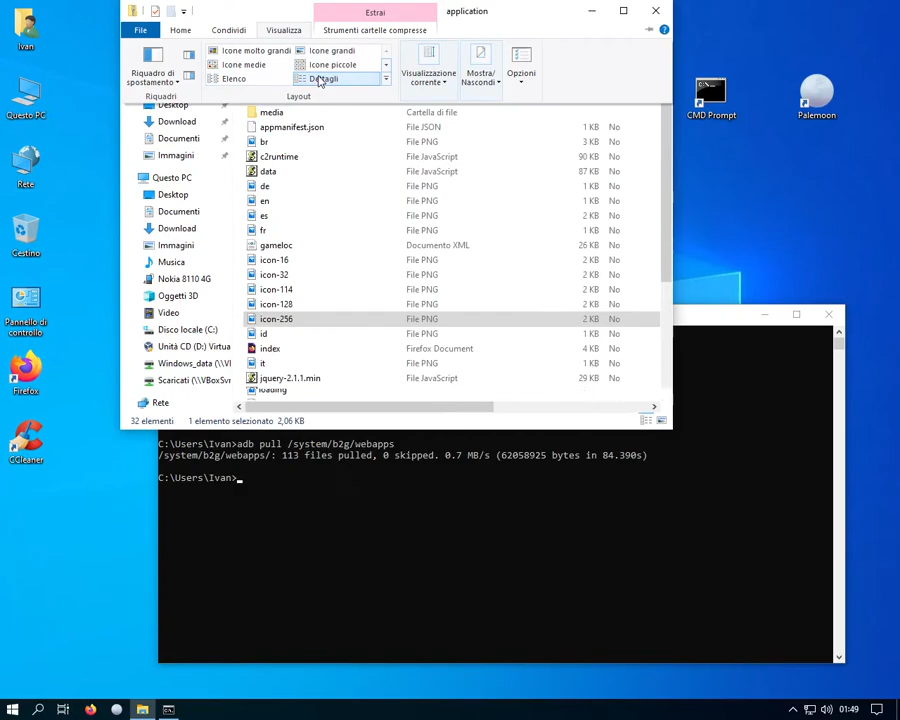 Ivan
Questo PC
Rete
Cestino
Pannello di controllo
Firefox
CCleaner
CMD Prompt
Palemoon
Estrai
application
File
Home
Condividi
Visualizza
Strumenti cartelle compresse
Riquadro di spostamento
Icone molto grandi
Icone grandi
Icone medie
Icone piccole
Elenco
Dettagli
Visualizzazione corrente
Mostra/ Nascondi
Opzioni
Riquadri
Layout
Desktop
Download
Documenti
Immagini
Questo PC
Desktop
Documenti
Download
Immagini
Musica
Nokia 8110 4G
Oggetti 3D
Video
Disco locale (C:)
Unità CD (D:) Virtua
Windows_data (\\VI
Scaricati (\\VBoxSvr
Rete
media Cartella di file
appmanifest.json File JSON 1 KB No
br File PNG 3 KB No
c2runtime File JavaScript 90 KB No
data File JavaScript 87 KB No
de File PNG 1 KB No
en File PNG 1 KB No
es File PNG 2 KB No
fr File PNG 1 KB No
gameloc Documento XML 26 KB No
icon-16 File PNG 2 KB No
icon-32 File PNG 2 KB No
icon-114 File PNG 2 KB No
icon-128 File PNG 2 KB No
icon-256 File PNG 2 KB No
id File PNG 2 KB No
index Firefox Document 4 KB No
it File PNG 1 KB No
jquery-2.1.1.min File JavaScript 29 KB No
loading
32 elementi 1 elemento selezionato 2,06 KB
C:\Users\Ivan>adb pull /system/b2g/webapps
/system/b2g/webapps/: 113 files pulled, 0 skipped. 0.7 MB/s (62058925 bytes in 84.390s)
C:\Users\Ivan>
01:49